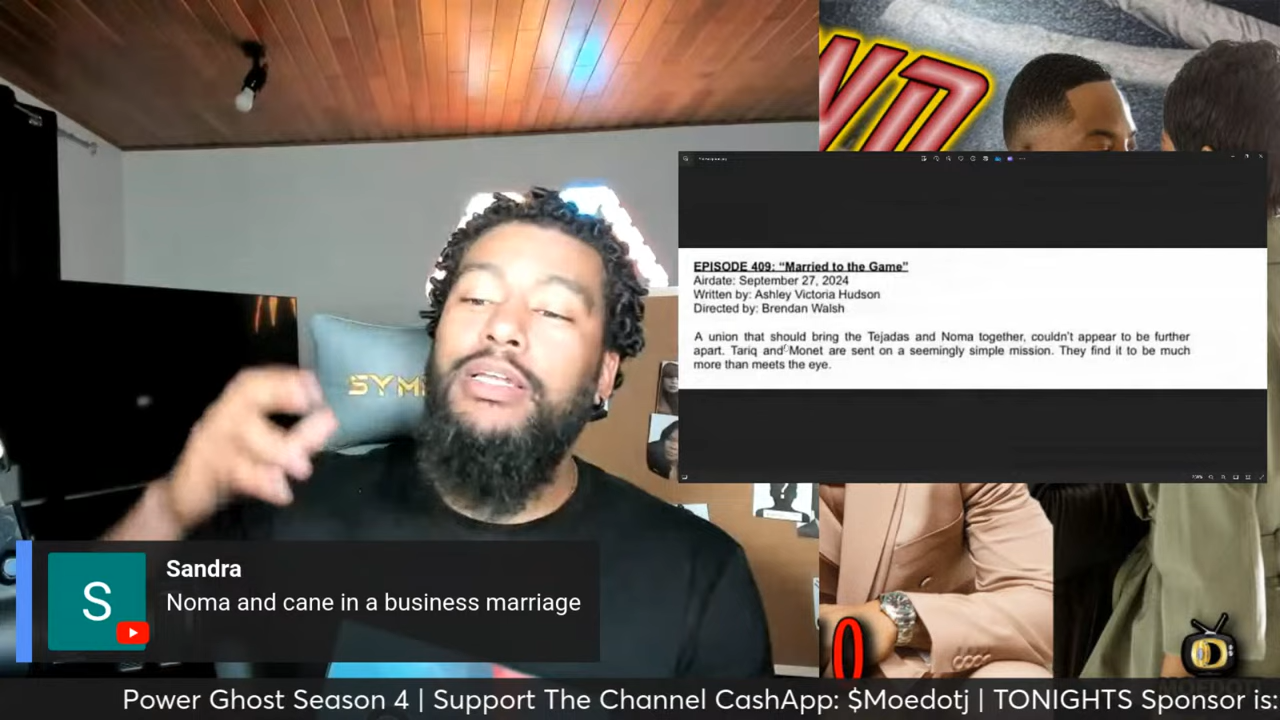 EPISODE 409: “Married to the Game”
Airdate: September 27, 2024
Written by: Ashley Victoria Hudson
Directed by: Brendan Walsh
A union that should bring the Tejadas and Noma together, couldn’t appear to be further
apart. Tariq and Monet are sent on a seemingly simple mission. They find it to be much
more than meets the eye.
SYM
S
Sandra
Noma and cane in a business marriage
MOEDOTJ
Power Ghost Season 4 | Support The Channel CashApp: $Moedotj | TONIGHTS Sponsor is: